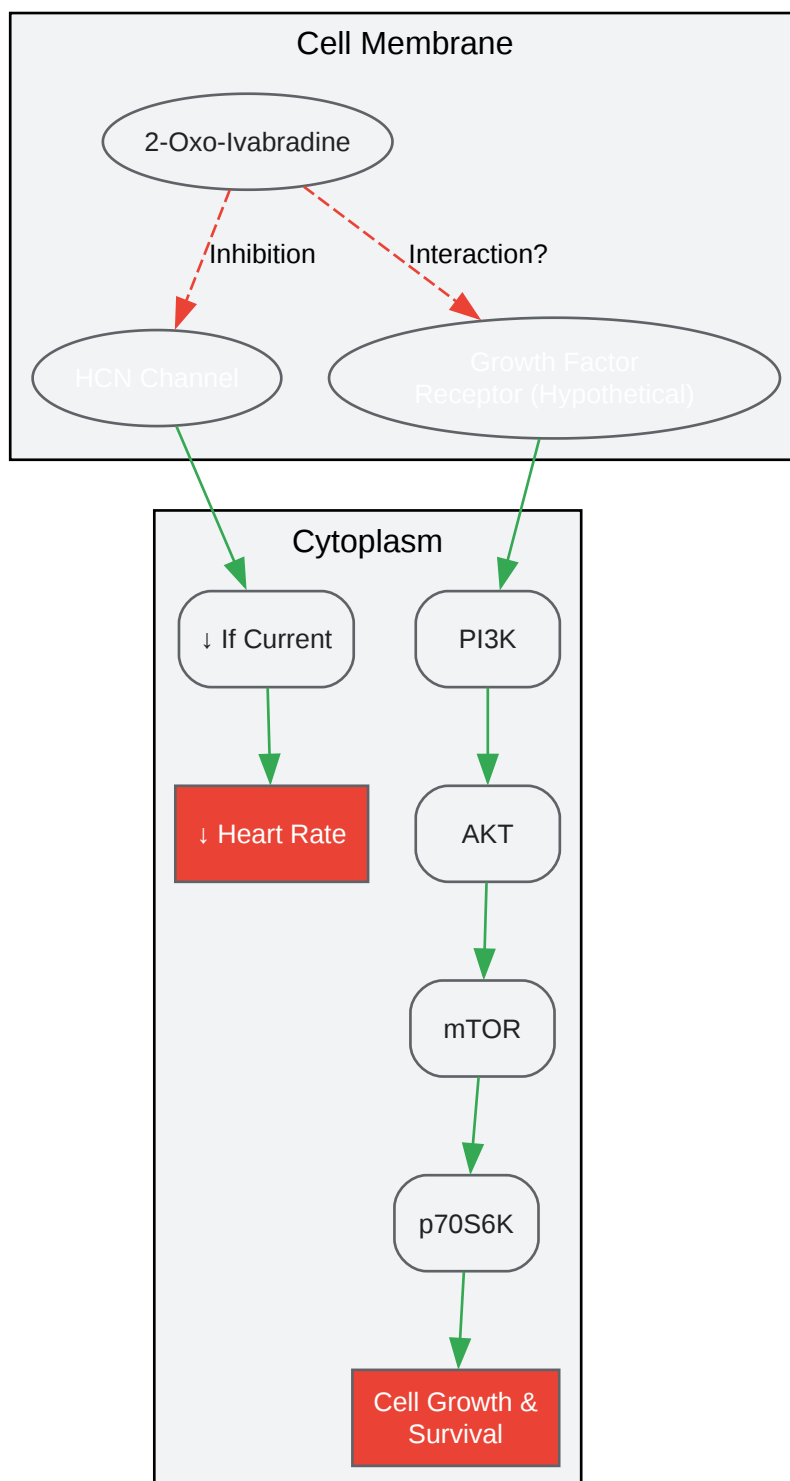 Cell Membrane
2-Oxo-Ivabradine
Inhibition
Interaction?
HCN Channel
Growth Factor
Receptor (Hypothetical)
Cytoplasm
↓ If Current
PI3K
↓ Heart Rate
AKT
mTOR
p70S6K
Cell Growth &
Survival